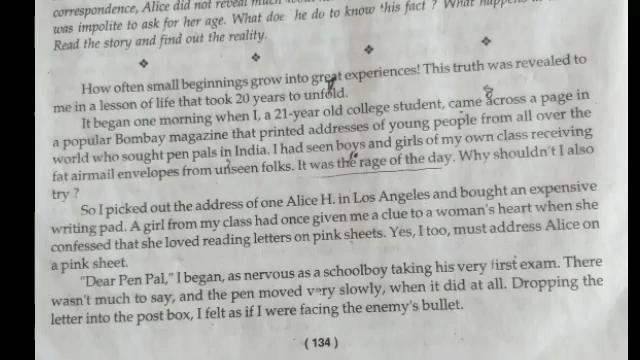 correspondence, Alice did not reveal much about
was impolite to ask for her age. What doe he do to know this fact ? What happens
Read the story and find out the reality.
How often small beginnings grow into great experiences! This truth was revealed to
me in a lesson of life that took 20 years to unfold.
It began one morning when I, a 21-year old college student, came across a page in
a popular Bombay magazine that printed addresses of young people from all over the
world who sought pen pals in India. I had seen boys and girls of my own class receiving
fat airmail envelopes from unseen folks. It was the rage of the day. Why shouldn't I also
try ?
So I picked out the address of one Alice H. in Los Angeles and bought an expensive
writing pad. A girl from my class had once given me a clue to a woman's heart when she
confessed that she loved reading letters on pink sheets. Yes, I too, must address Alice on
a pink sheet.
"Dear Pen Pal," I began, as nervous as a schoolboy taking his very first exam. There
wasn't much to say, and the pen moved very slowly, when it did at all. Dropping the
letter into the post box, I felt as if I were facing the enemy's bullet.
( 134 )